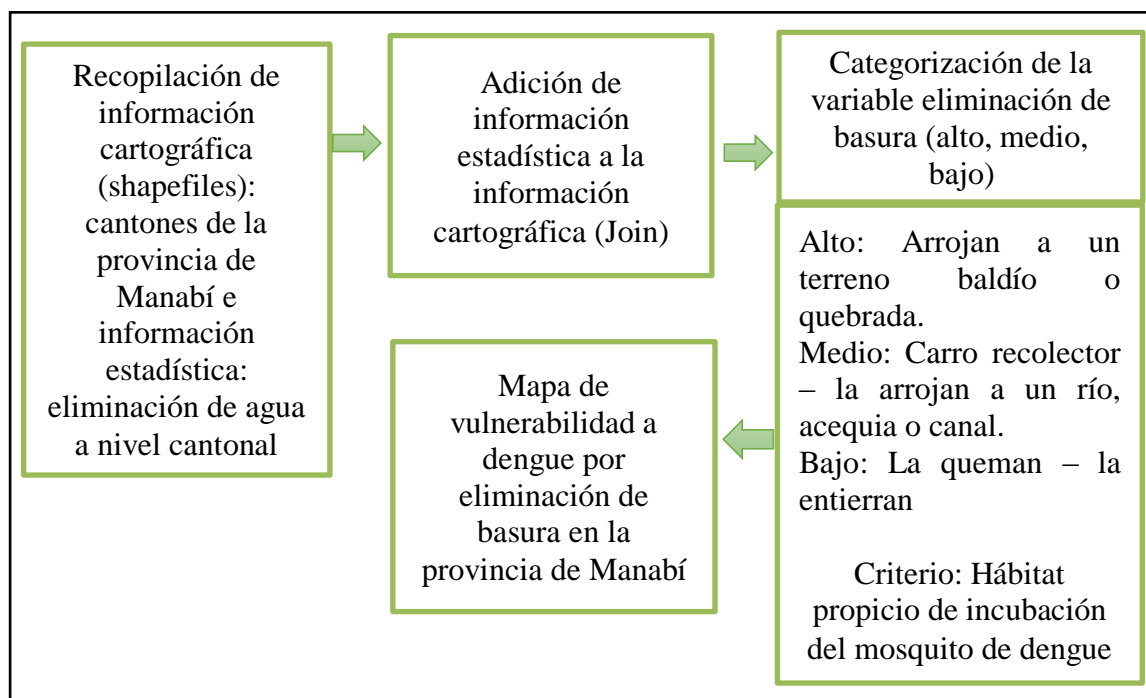 Recopilación de
información
cartográfica
(shapefiles):
cantones de la
provincia de
Manabí e
información
estadística:
eliminación de agua
a nivel cantonal
Adición de
información
estadística a la
información
cartográfica (Join)
Categorización de la
variable eliminación de
basura (alto, medio,
bajo)
Alto: Arrojan a un
terreno baldío o
quebrada.
Medio: Carro recolector
– la arrojan a un río,
acequia o canal.
Bajo: La queman – la
entierran
Criterio: Hábitat
propicio de incubación
del mosquito de dengue
Mapa de
vulnerabilidad a
dengue por
eliminación de
basura en la
provincia de Manabí